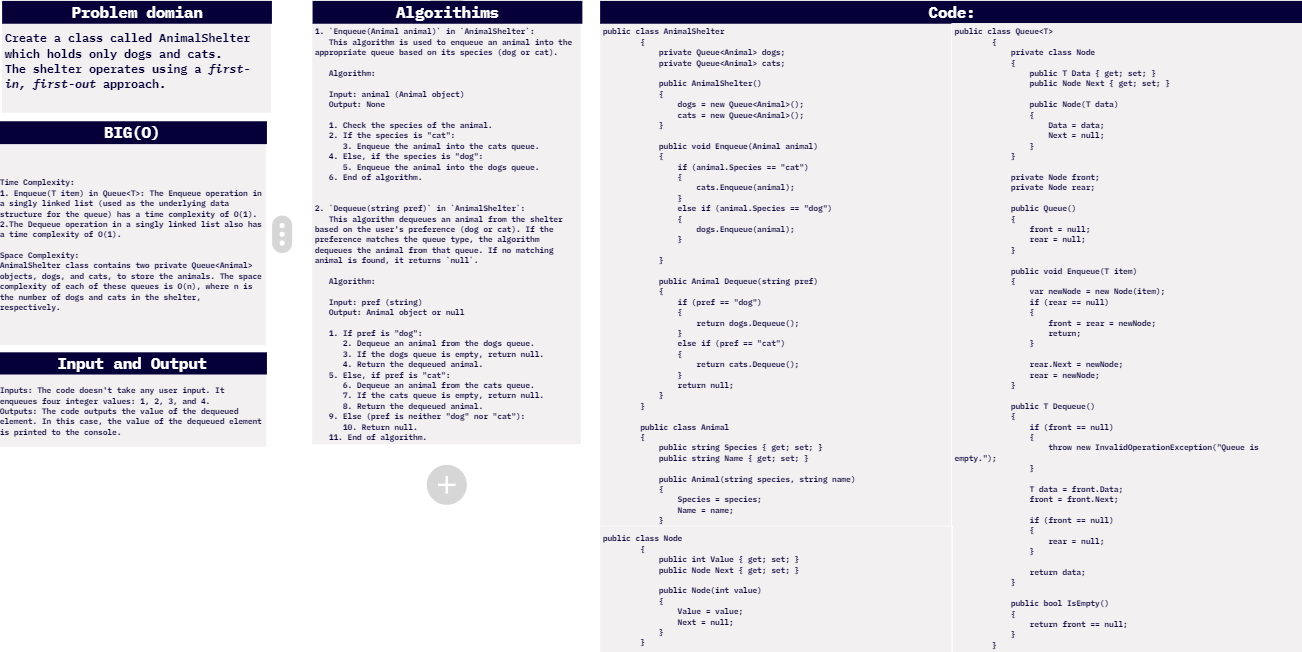 Problem domian
Create a class called AnimalShelter
which holds only dogs and cats.
The shelter operates using a first-
in, first-out approach.
BIG(O)
Time Complexity:
1. Enqueue(T item) in Queue<T>: The Enqueue operation in
a singly linked list (used as the underlying data
structure for the queue) has a time complexity of O(1).
2.The Dequeue operation in a singly linked list also has
a time complexity of O(1).
Space Complexity:
AnimalShelter class contains two private Queue<Animal>
objects, dogs, and cats, to store the animals. The space
complexity of each of these queues is O(n), where n is
the number of dogs and cats in the shelter,
respectively.
Input and Output
Inputs: The code doesn't take any user input. It
enqueues four integer values: 1, 2, 3, and 4.
Outputs: The code outputs the value of the dequeued
element. In this case, the value of the dequeued element
is printed to the console.
Algorithims
1. `Enqueue(Animal animal)` in `AnimalShelter`:
This algorithm is used to enqueue an animal into the
appropriate queue based on its species (dog or cat).
Algorithm:
Input: animal (Animal object)
Output: None
1. Check the species of the animal.
2. If the species is "cat":
3. Enqueue the animal into the cats queue.
4. Else, if the species is "dog":
5. Enqueue the animal into the dogs queue.
6. End of algorithm.
2. `Dequeue(string pref)` in `AnimalShelter`:
This algorithm dequeues an animal from the shelter
based on the user's preference (dog or cat). If the
preference matches the queue type, the algorithm
dequeues the animal from that queue. If no matching
animal is found, it returns `null`.
Algorithm:
Input: pref (string)
Output: Animal object or null
1. If pref is "dog":
2. Dequeue an animal from the dogs queue.
3. If the dogs queue is empty, return null.
4. Return the dequeued animal.
5. Else, if pref is "cat":
6. Dequeue an animal from the cats queue.
7. If the cats queue is empty, return null.
8. Return the dequeued animal.
9. Else (pref is neither "dog" nor "cat"):
10. Return null.
11. End of algorithm.
Code:
public class AnimalShelter
{
private Queue<Animal> dogs;
private Queue<Animal> cats;
public AnimalShelter()
{
dogs = new Queue<Animal>();
cats = new Queue<Animal>();
}
public void Enqueue(Animal animal)
{
if (animal.Species == "cat")
{
cats.Enqueue(animal);
}
else if (animal.Species == "dog")
{
dogs.Enqueue(animal);
}
}
public Animal Dequeue(string pref)
{
if (pref == "dog")
{
return dogs.Dequeue();
}
else if (pref == "cat")
{
return cats.Dequeue();
}
return null;
}
}
public class Animal
{
public string Species { get; set; }
public string Name { get; set; }
public Animal(string species, string name)
{
Species = species;
Name = name;
}
public class Node
{
public int Value { get; set; }
public Node Next { get; set; }
public Node(int value)
{
Value = value;
Next = null;
}
}
public class Queue<T>
{
private class Node
{
public T Data { get; set; }
public Node Next { get; set; }
public Node(T data)
{
Data = data;
Next = null;
}
}
private Node front;
private Node rear;
public Queue()
{
front = null;
rear = null;
}
public void Enqueue(T item)
{
var newNode = new Node(item);
if (rear == null)
{
front = rear = newNode;
return;
}
rear.Next = newNode;
rear = newNode;
}
public T Dequeue()
{
if (front == null)
{
throw new InvalidOperationException("Queue is
empty.");
}
T data = front.Data;
front = front.Next;
if (front == null)
{
rear = null;
}
return data;
}
public bool IsEmpty()
{
return front == null;
}
}